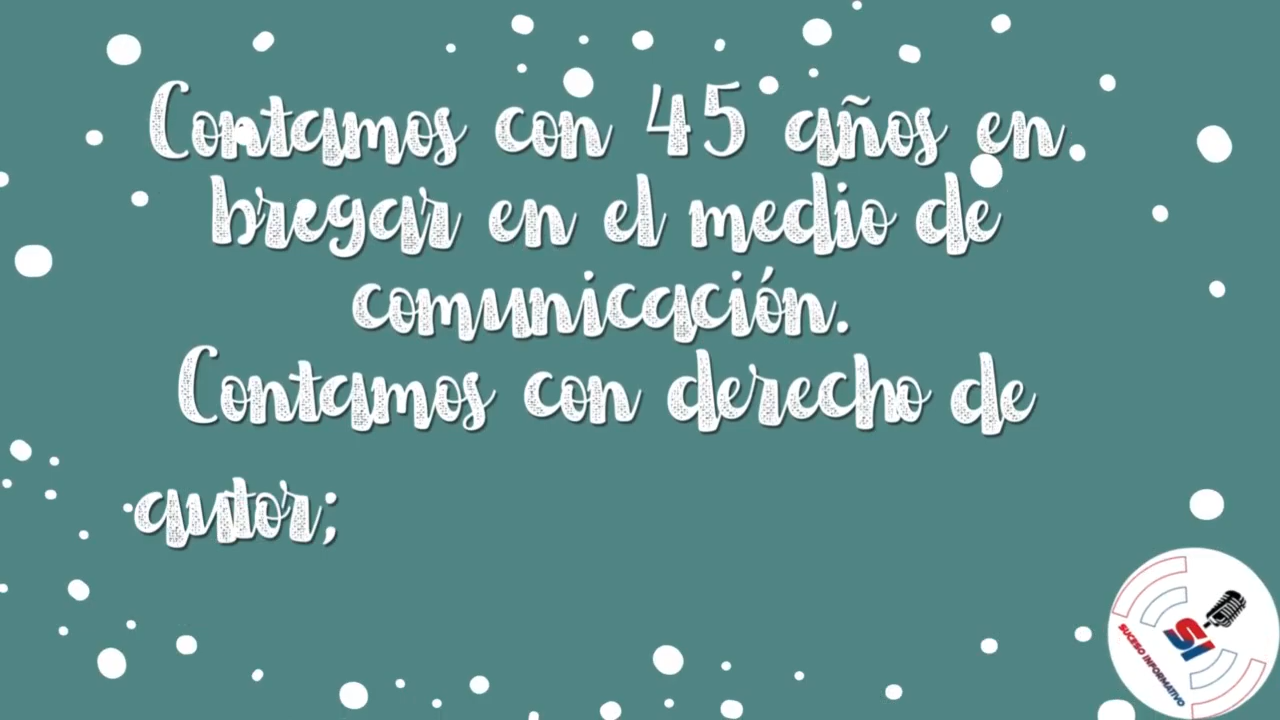 Contamos con 45 años en
bregar en el medio de
comunicación.
Contamos con derecho de
autor;
SI
SUCESO INFORMATIVO